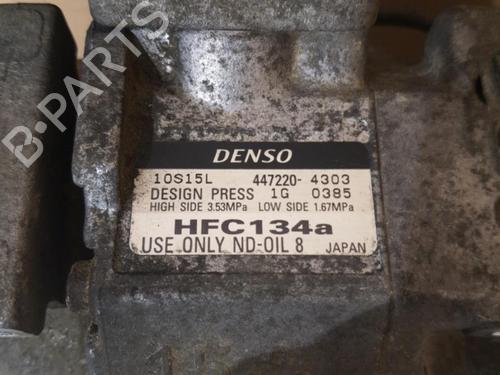 B-PARTS
DENSO
10S15L 447220-4303
DESIGN PRESS 1G 0385
HIGH SIDE 3.53MPa LOW SIDE 1.67MPa
HFC134a
USE ONLY ND-OIL 8 JAPAN